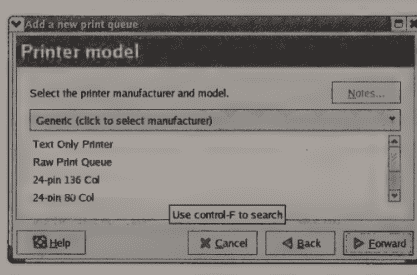 Add a new print queue
Printer model
Select the printer manufacturer and model.
Notes...
Generic (click to select manufacturer)
Text Only Printer
Raw Print Queue
24-pin 136 Col
24-pin 80 Col
Use control-F to search
Help
Cancel
Back
Forward